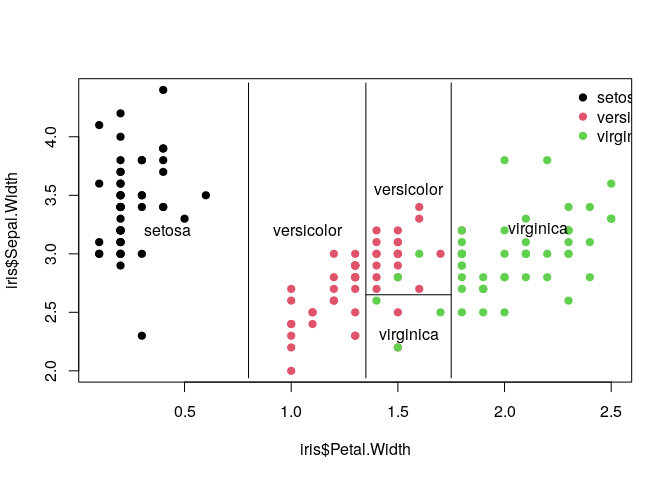 setos
versi
virgin
versicolor
setosa
versicolor
virginica
virginica
iris$Sepal.Width
2.0
2.5
3.0
3.5
4.0
0.5
1.0
1.5
2.0
2.5
iris$Petal.Width